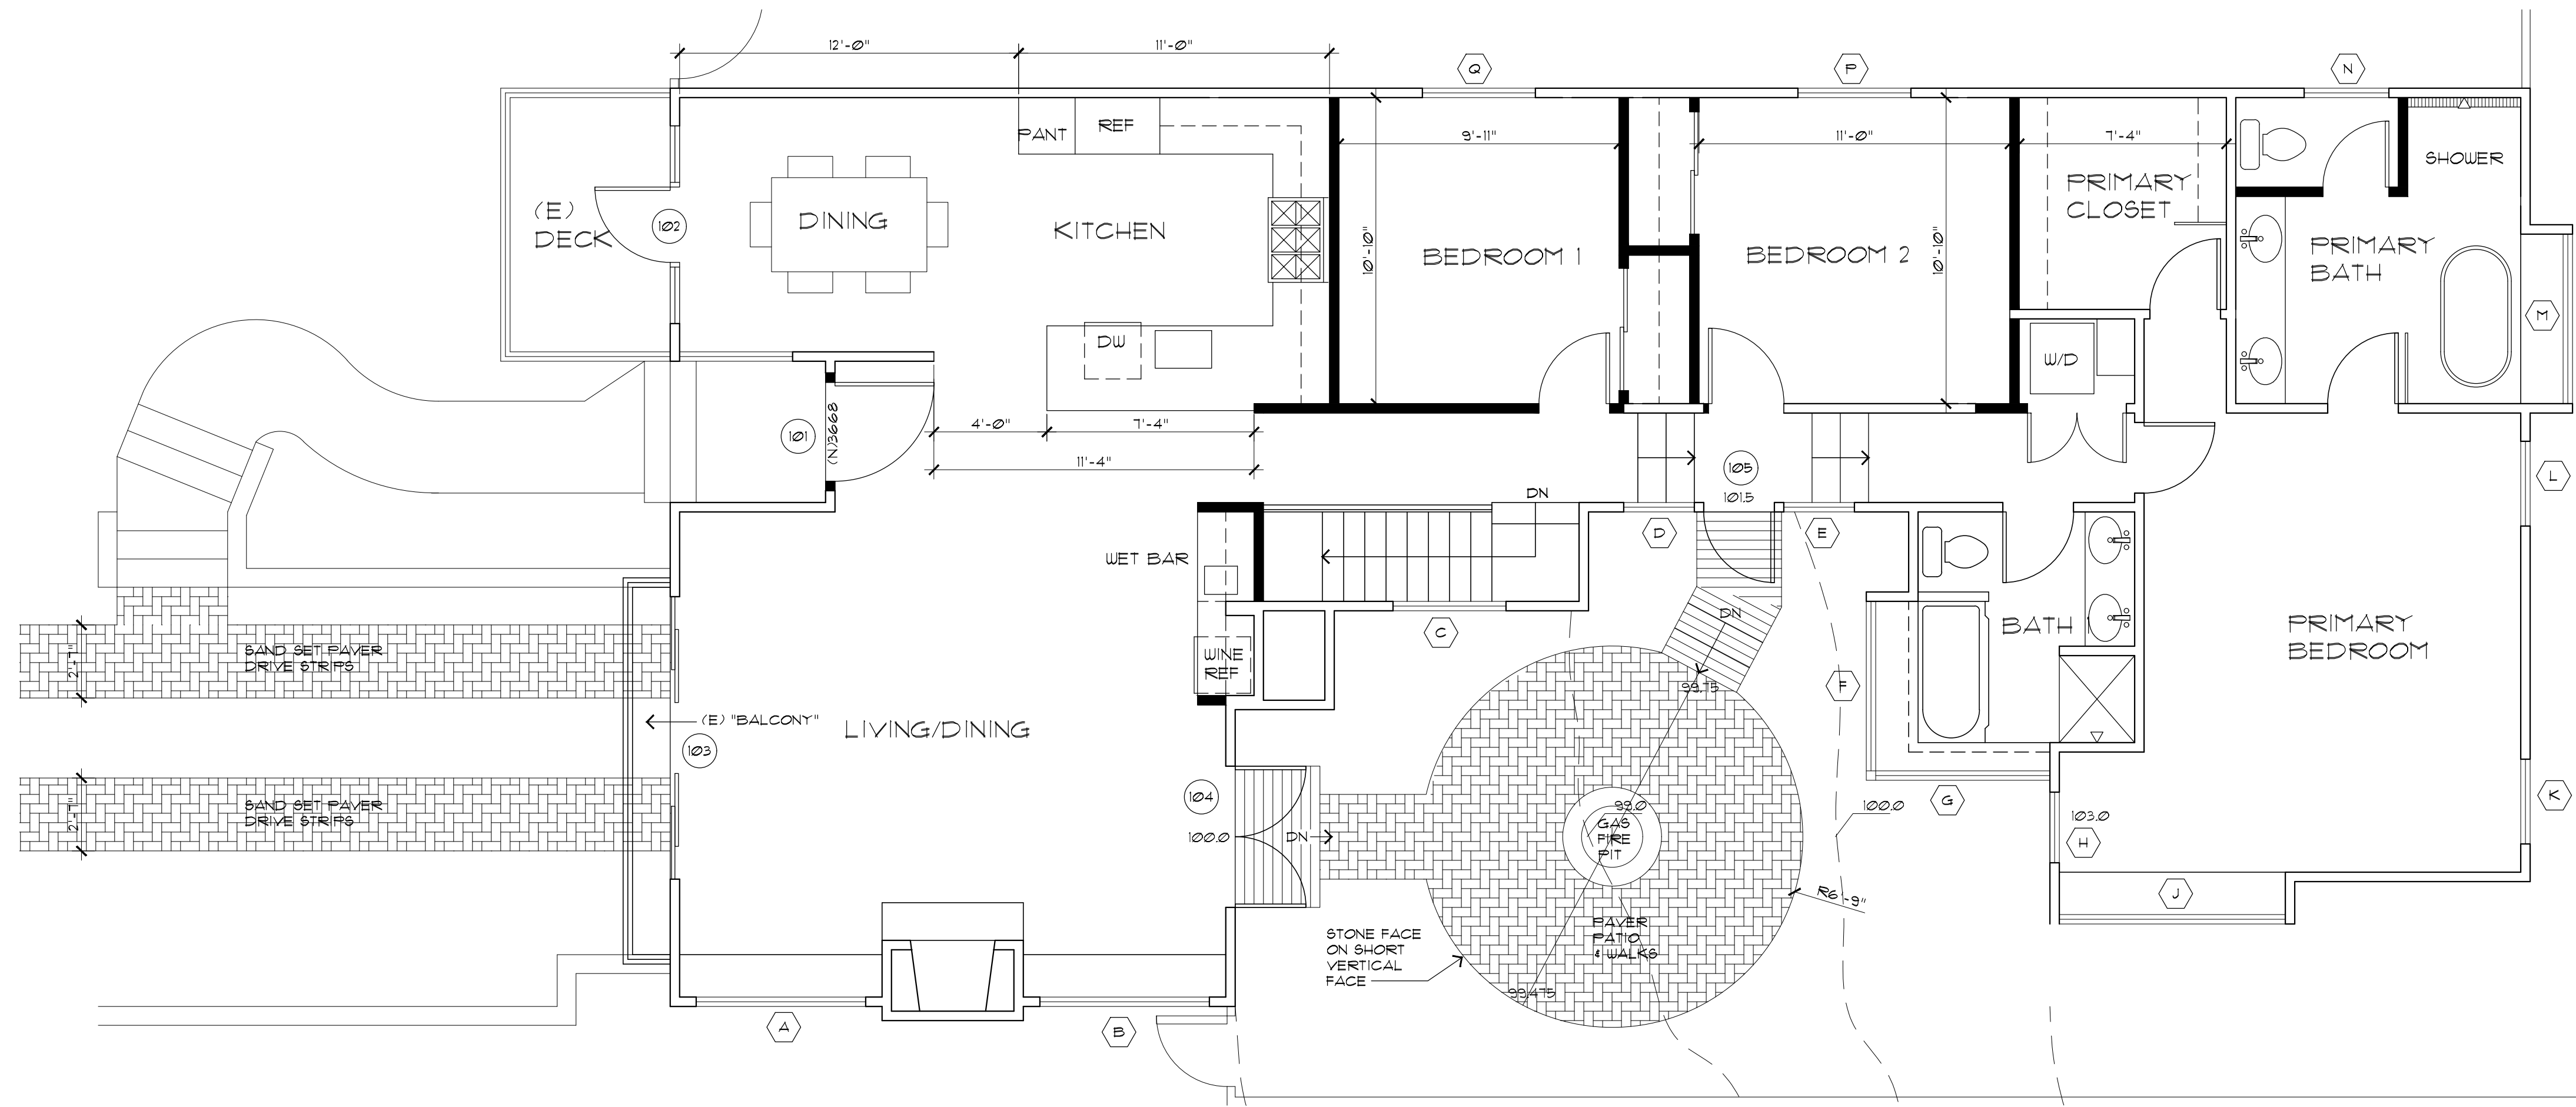 12'-0"
11'-0"
Q
P
N
PANT
REF
9'-11"
11'-0"
7'-4"
SHOWER
(E)
DECK
102
DINING
KITCHEN
10'-10"
BEDROOM 1
BEDROOM 2
10'-10"
PRIMARY
CLOSET
PRIMARY
BATH
M
DW
W/D
101
(N)3668
4'-0"
7'-4"
11'-4"
105
101.5
DN
L
WET BAR
D
E
C
DN
BATH
PRIMARY
BEDROOM
SAND SET PAVER
DRIVE STRIPS
2'-7"
WINE
REF
F
99.75
(E) "BALCONY"
103
LIVING/DINING
SAND SET PAVER
DRIVE STRIPS
2'-7"
104
100.0
DN
99.0
GAS
FIRE
PIT
100.0
G
103.0
H
K
J
R6'-9"
PAVER
PATIO
& WALKS
STONE FACE
ON SHORT
VERTICAL
FACE
99.475
A
B